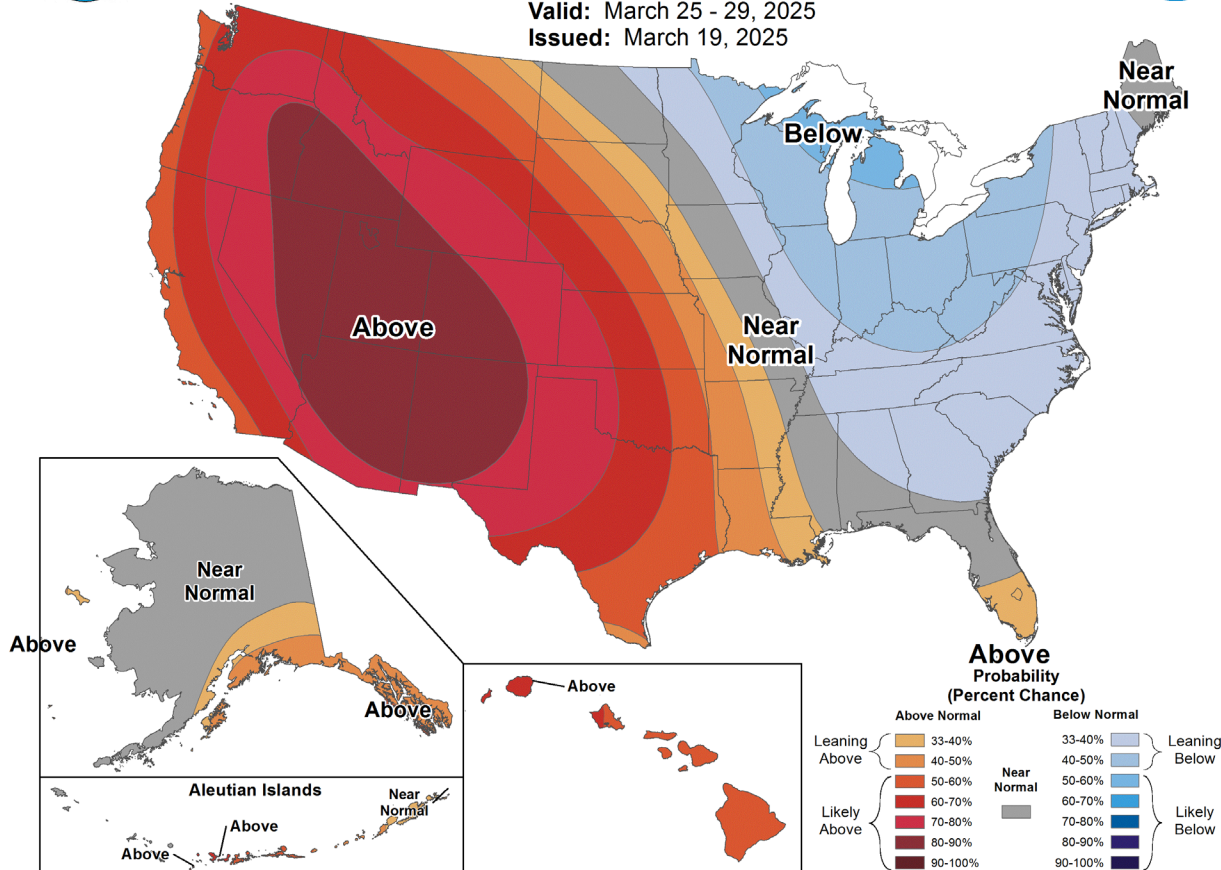 Valid: March 25 - 29, 2025
Issued: March 19, 2025
Near
Normal
Below
Above
Near
Normal
Near
Normal
Above
Above
Above
Probability
(Percent Chance)
Above Normal
Below Normal
Leaning
Above
33-40%
40-50%
Likely
Above
50-60%
60-70%
70-80%
80-90%
90-100%
Near
Normal
33-40%
40-50%
Leaning
Below
50-60%
60-70%
70-80%
80-90%
90-100%
Likely
Below
Above
Aleutian Islands
Near
Normal
Above
Above